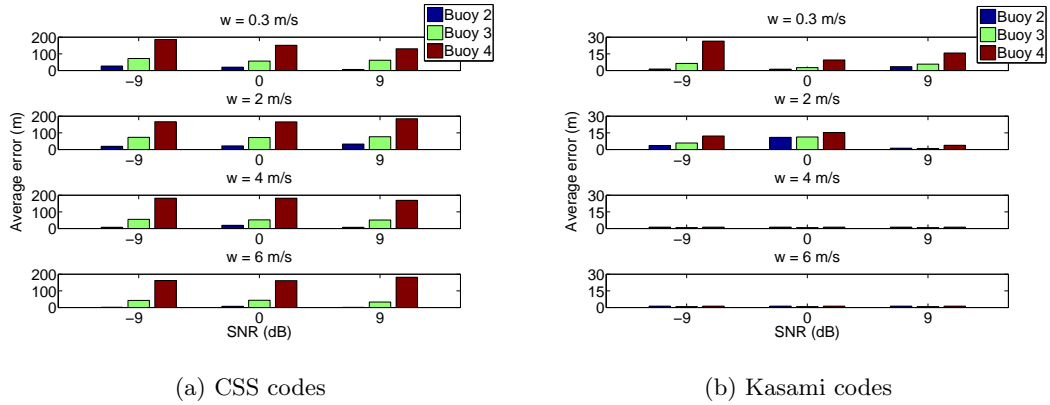 w = 0.3 m/s
Buoy 2
Buoy 3
Buoy 4
200
100
0
−9 0 9
w = 2 m/s
200
100
0
−9 0 9
w = 4 m/s
200
100
0
−9 0 9
w = 6 m/s
200
100
0
−9 0 9
SNR (dB)
Average error (m)
(a) CSS codes
w = 0.3 m/s
Buoy 2
Buoy 3
Buoy 4
30
15
0
−9 0 9
w = 2 m/s
30
15
0
−9 0 9
w = 4 m/s
30
15
0
−9 0 9
w = 6 m/s
30
15
0
−9 0 9
SNR (dB)
Average error (m)
(b) Kasami codes